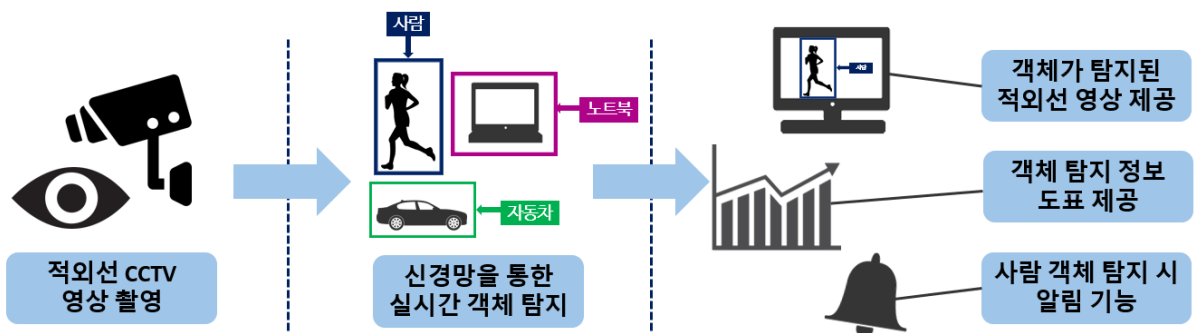 사람
노트북
자동차
사람
적외선 CCTV
영상 촬영
신경망을 통한
실시간 객체 탐지
객체가 탐지된
적외선 영상 제공
객체 탐지 정보
도표 제공
사람 객체 탐지 시
알림 기능